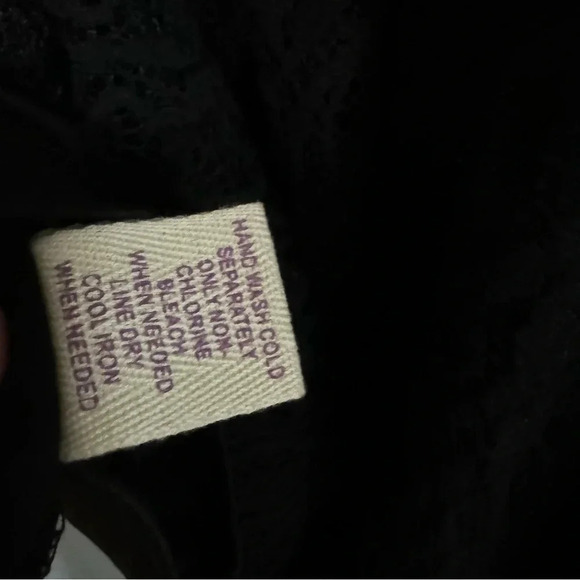 HAND WASH COLD
SEPARATELY
ONLY NON-
CHLORINE
BLEACH
WHEN NEEDED
LINE DRY
COOL IRON
WHEN NEEDED